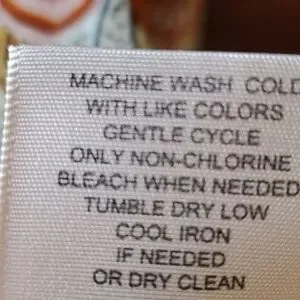 MACHINE WASH COLD
WITH LIKE COLORS
GENTLE CYCLE
ONLY NON-CHLORINE
BLEACH WHEN NEEDED
TUMBLE DRY LOW
COOL IRON
IF NEEDED
OR DRY CLEAN